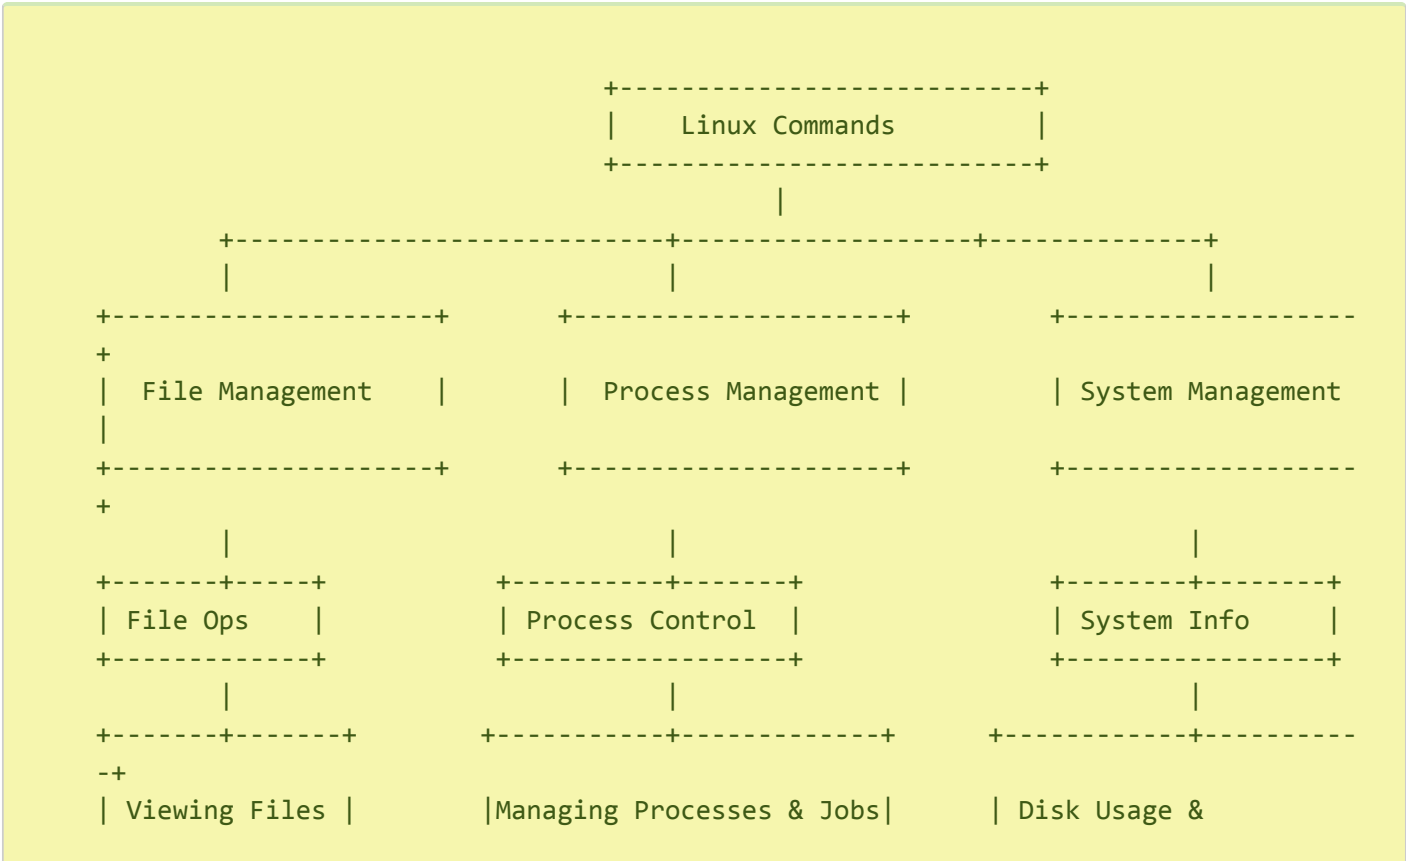 +---------------------------+
|    Linux Commands         |
+---------------------------+
|
+----------------------------+-------------------+--------------+
|                            |                                  |
+---------------------+       +---------------------+         +-------------------
+
|  File Management    |       |  Process Management |         | System Management
|
+---------------------+       +---------------------+         +-------------------
+
|                            |                                 |
+-------+-----+           +----------+-------+                +--------+--------+
| File Ops    |           | Process Control  |                | System Info     |
+-------------+           +------------------+                +-----------------+
|                            |                                 |
+-------+-------+        +-----------+-------------+      +------------+----------
-+
| Viewing Files |        |Managing Processes & Jobs|      | Disk Usage &